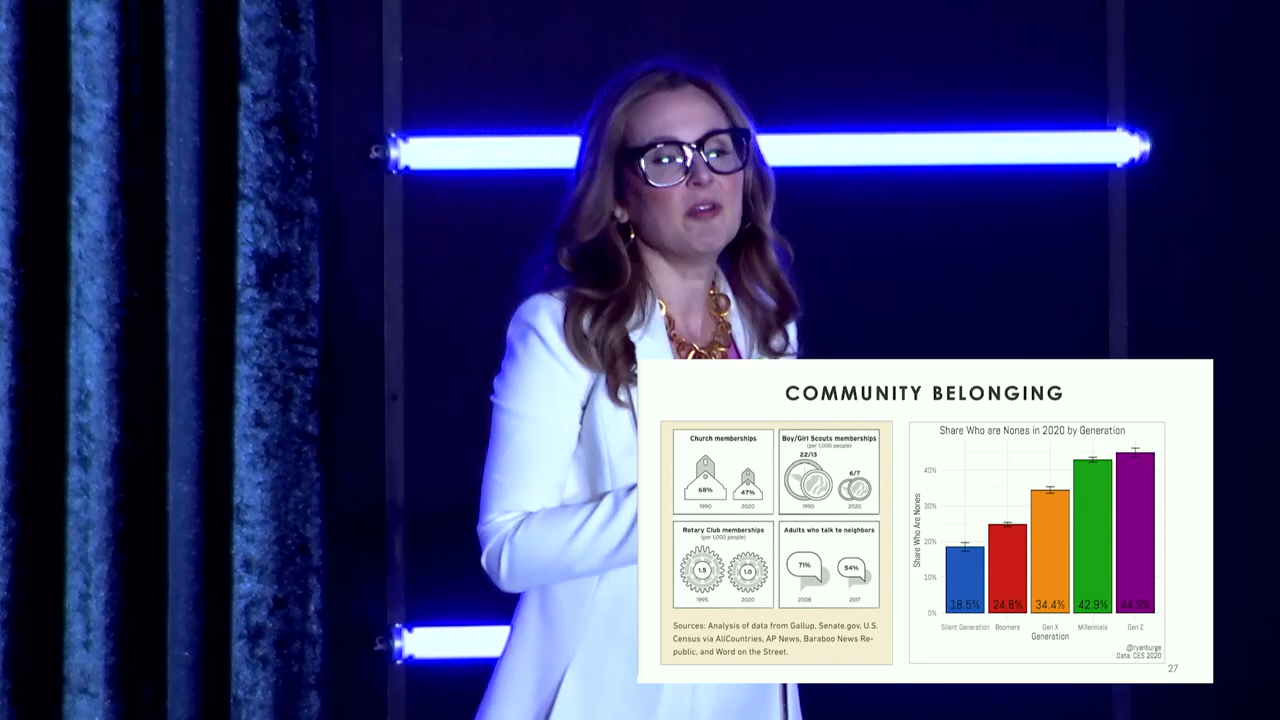 COMMUNITY BELONGING
Church memberships
68%
47%
1990
2020
Boy/Girl Scouts memberships
(per 1,000 people)
22/13
6/7
1990
2020
Rotary Club memberships
(per 1,000 people)
1.5
1.0
1995
2020
Adults who talk to neighbors
71%
54%
2008
2017
Sources: Analysis of data from Gallup, Senate.gov, U.S.
Census via AllCountries, AP News, Baraboo News Re-
public, and Word on the Street.
Share Who are Nones in 2020 by Generation
Share Who Are Nones
40%
30%
20%
10%
0%
18.5%
24.8%
34.4%
42.9%
Silent Generation
Boomers
Gen X
Millennials
Gen Z
Generation
@ryanburge
Data: CES 2020
27